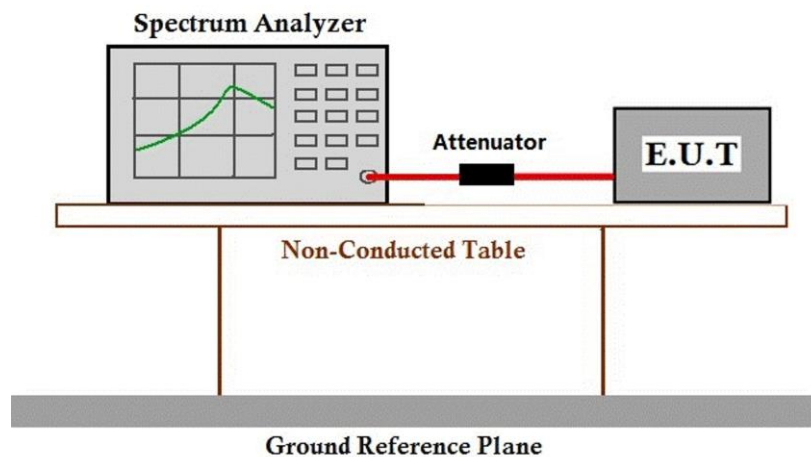 Spectrum Analyzer
Attenuator
E.U.T
Non-Conducted Table
Ground Reference Plane